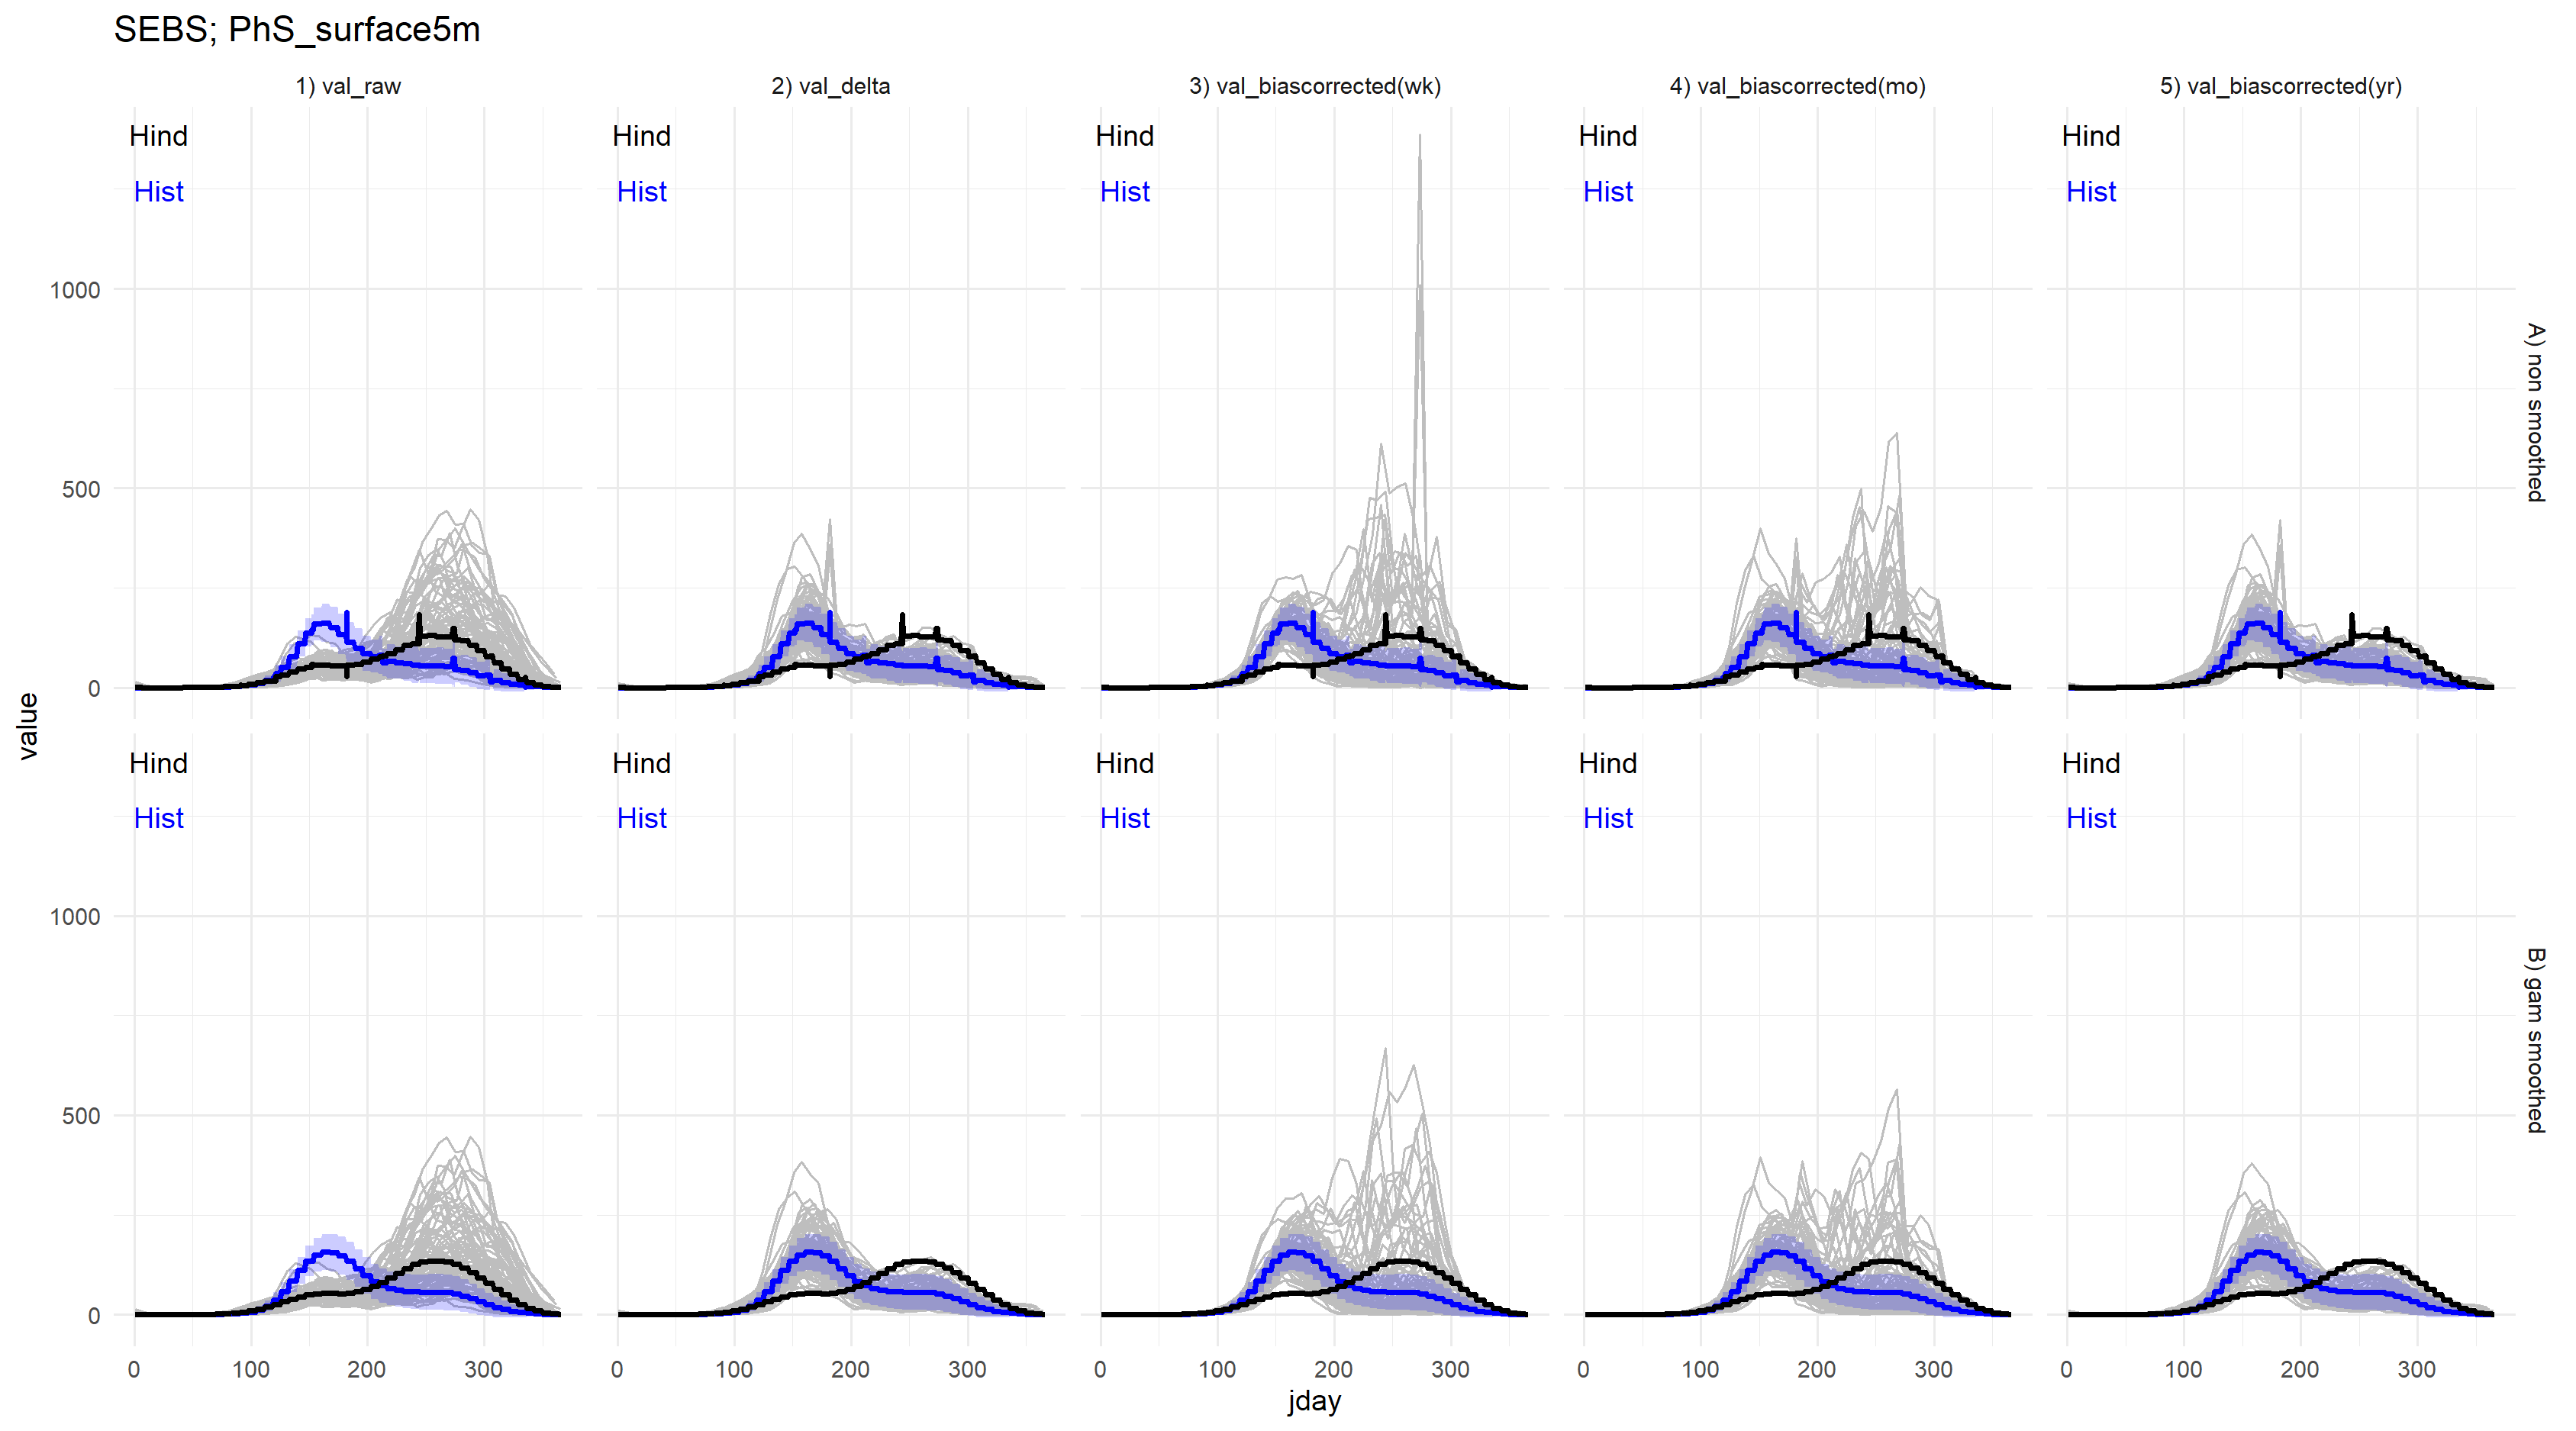 SEBS; PhS_surface5m
1) val_raw
2) val_delta
3) val_biascorrected(wk)
4) val_biascorrected(mo)
5) val_biascorrected(yr)
Hind
Hist
Hind
Hist
Hind
Hist
Hind
Hist
Hind
Hist
1000
500
0
A) non smoothed
value
Hind
Hist
Hind
Hist
Hind
Hist
Hind
Hist
Hind
Hist
1000
500
0
B) gam smoothed
0 100 200 300
0 100 200 300
0 100 200 300
0 100 200 300
0 100 200 300
jday